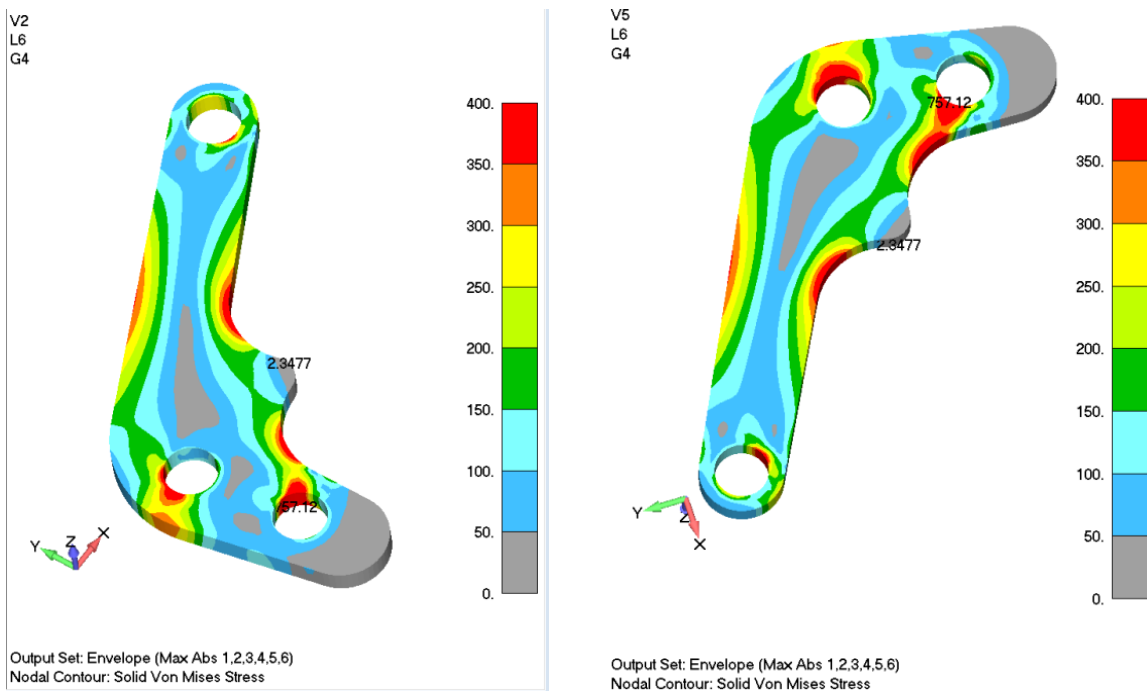 V2
L6
G4
400.
350.
300.
250.
200.
150.
100.
50.
0.
2.3477
757.12
Y
Z
X
Output Set: Envelope (Max Abs 1,2,3,4,5,6)
Nodal Contour: Solid Von Mises Stress
V5
L6
G4
400.
350.
300.
250.
200.
150.
100.
50.
0.
757.12
2.3477
Y
Z
X
Output Set: Envelope (Max Abs 1,2,3,4,5,6)
Nodal Contour: Solid Von Mises Stress